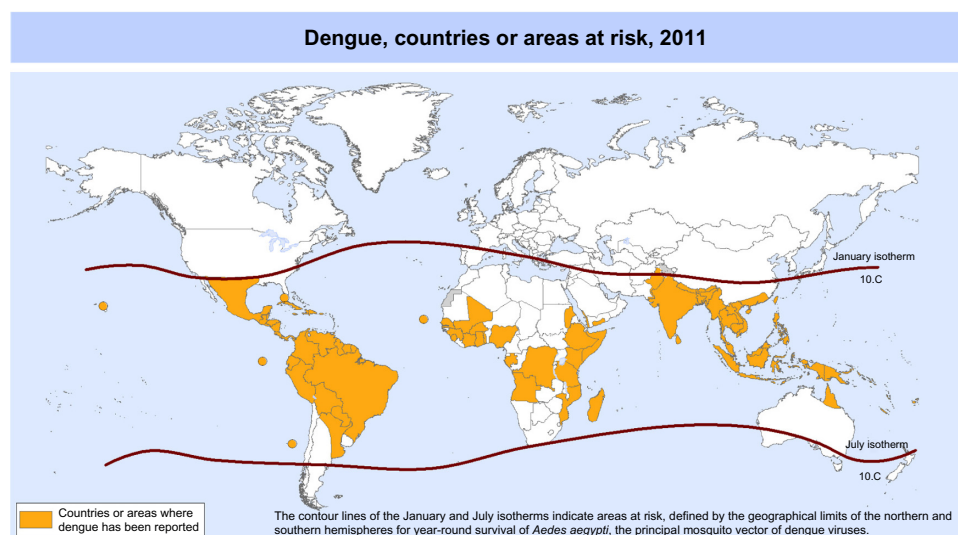 Dengue, countries or areas at risk, 2011
January isotherm
10.C
July isotherm
10.C
Countries or areas where
dengue has been reported
The contour lines of the January and July isotherms indicate areas at risk, defined by the geographical limits of the northern and
southern hemispheres for year-round survival of Aedes aegypti, the principal mosquito vector of dengue viruses.